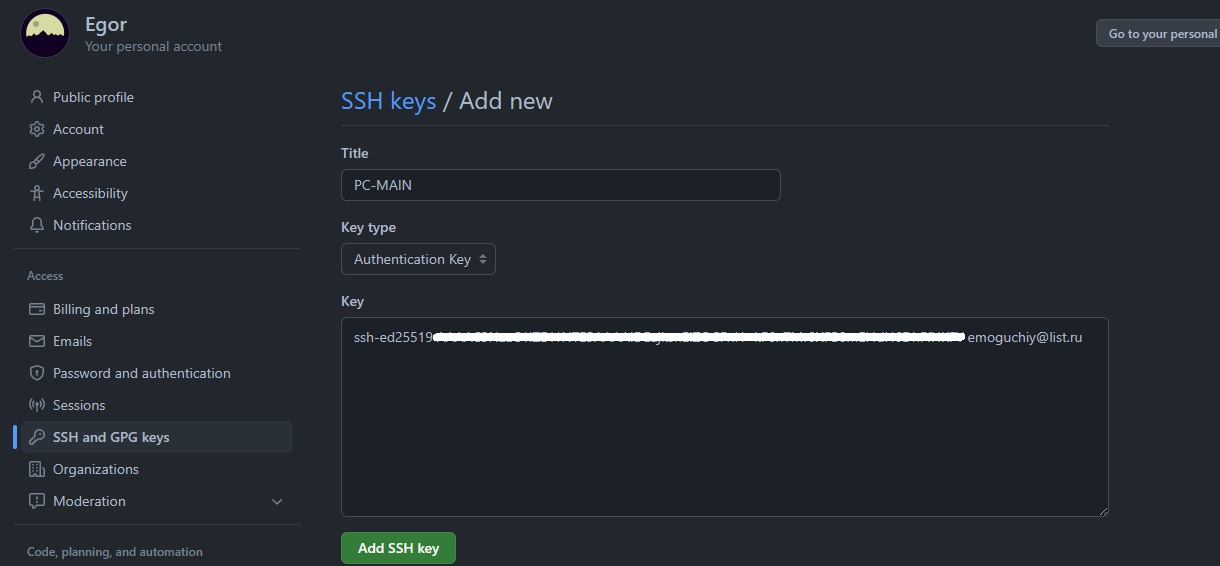 Egor
Your personal account
Go to your personal
Public profile
Account
Appearance
Accessibility
Notifications
Access
Billing and plans
Emails
Password and authentication
Sessions
SSH and GPG keys
Organizations
Moderation
Code, planning, and automation
SSH keys / Add new
Title
PC-MAIN
Key type
Authentication Key
Key
ssh-ed25519 emoguchiy@list.ru
Add SSH key